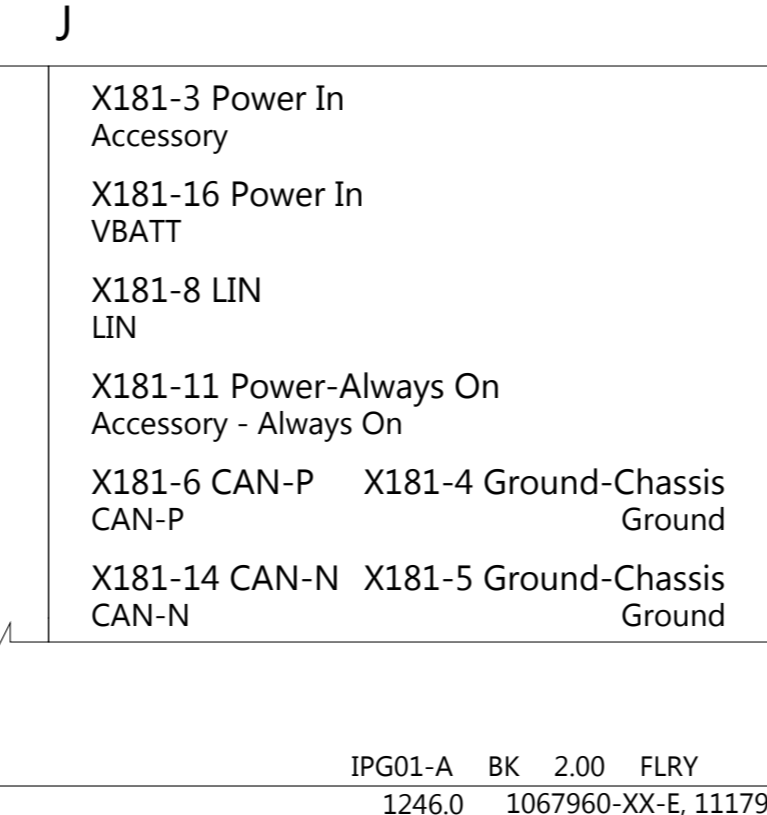 J
X181-3 Power In
Accessory
X181-16 Power In
VBATT
X181-8 LIN
LIN
X181-11 Power-Always On
Accessory - Always On
X181-6 CAN-P X181-4 Ground-Chassis
CAN-P Ground
X181-14 CAN-N X181-5 Ground-Chassis
CAN-N Ground
IPG01-A BK 2.00 FLRY
1246.0 1067960-XX-E, 11179